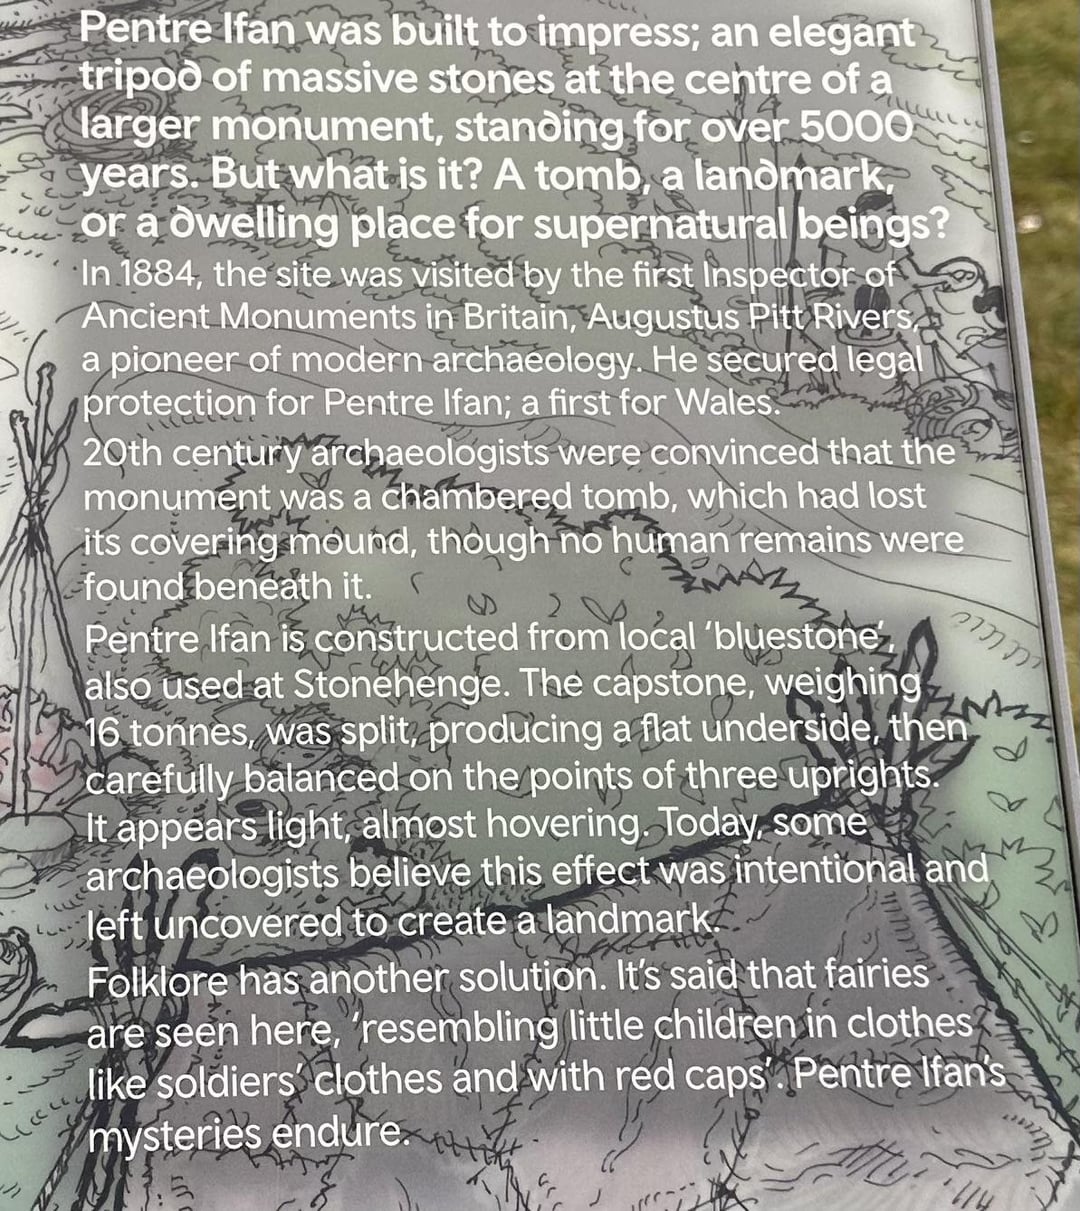 Pentre Ifan was built to impress; an elegant
tripod of massive stones at the centre of a
larger monument, standing for over 5000
years. But what is it? A tomb, a landmark,
or a dwelling place for supernatural beings?
In 1884, the site was visited by the first Inspector of
Ancient Monuments in Britain, Augustus Pitt Rivers,
a pioneer of modern archaeology. He secured legal
protection for Pentre Ifan; a first for Wales.
20th century archaeologists were convinced that the
monument was a chambered tomb, which had lost
its covering mound, though no human remains were
found beneath it.
Pentre Ifan is constructed from local ‘bluestone’,
also used at Stonehenge. The capstone, weighing
16 tonnes, was split, producing a flat underside, then
carefully balanced on the points of three uprights.
It appears light, almost hovering. Today, some
archaeologists believe this effect was intentional and
left uncovered to create a landmark.
Folklore has another solution. It’s said that fairies
are seen here, ‘resembling little children in clothes
like soldiers’ clothes and with red caps’. Pentre Ifan’s
mysteries endure.